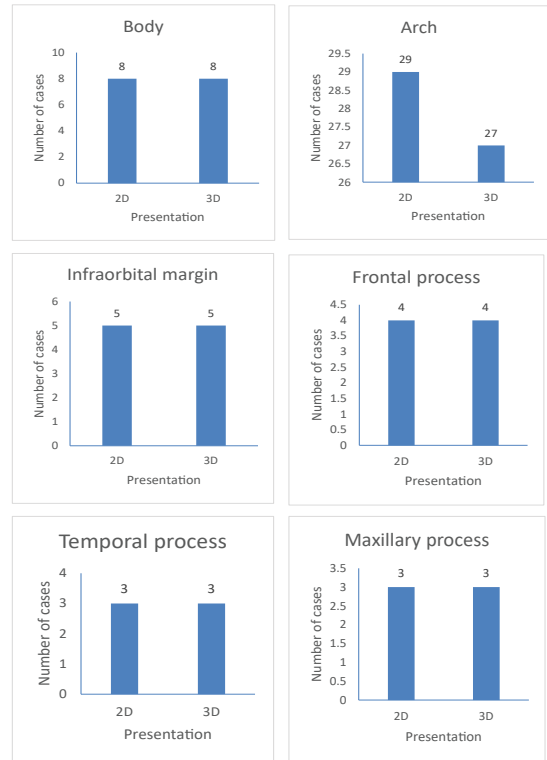 Body
10
8
6
4
2
0
8
8
2D 3D
Presentation
Number of cases
Arch
29.5
29
28.5
28
27.5
27
26.5
26
29
27
2D 3D
Presentation
Number of cases
Infraorbital margin
6
5
4
3
2
1
0
5
5
2D 3D
Presentation
Number of cases
Frontal process
4.5
4
3.5
3
2.5
2
1.5
1
0.5
0
4
4
2D 3D
Presentation
Number of cases
Temporal process
4
3
2
1
0
3
3
2D 3D
Presentation
Number of cases
Maxillary process
3.5
3
2.5
2
1.5
1
0.5
0
3
3
2D 3D
Presentation
Number of cases